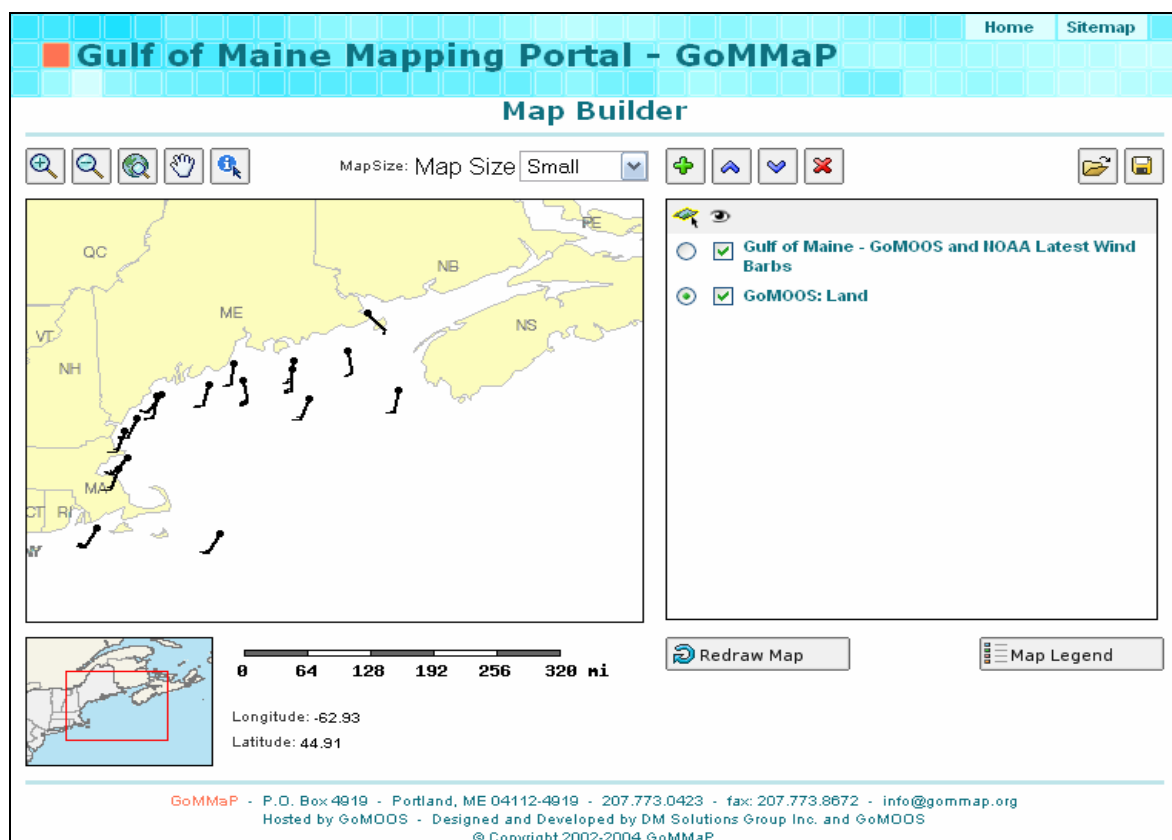 Home Sitemap
Gulf of Maine Mapping Portal - GoMMaP
Map Builder
MapSize: Map Size Small
PE
QC
NB
ME
NS
VT
NH
MA
CT RI
NY
Gulf of Maine - GoMOOS and NOAA Latest Wind
Barbs
GoMOOS: Land
Redraw Map
Map Legend
0 64 128 192 256 320 mi
Longitude: -62.93
Latitude: 44.91
GoMMaP - P.O. Box 4919 - Portland, ME 04112-4919 - 207.773.0423 - fax: 207.773.8672 - info@gommap.org
Hosted by GoMOOS - Designed and Developed by DM Solutions Group Inc. and GoMOOS
© Copyright 2002-2004 GoMMaP